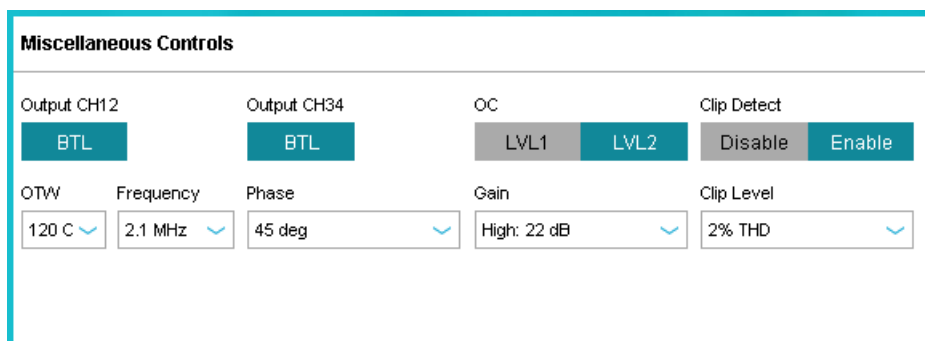 Miscellaneous Controls
Output CH12 Output CH34 OC Clip Detect
BTL BTL LVL1 LVL2 Disable Enable
OTW Frequency Phase Gain Clip Level
120 C 2.1 MHz 45 deg High: 22 dB 2% THD